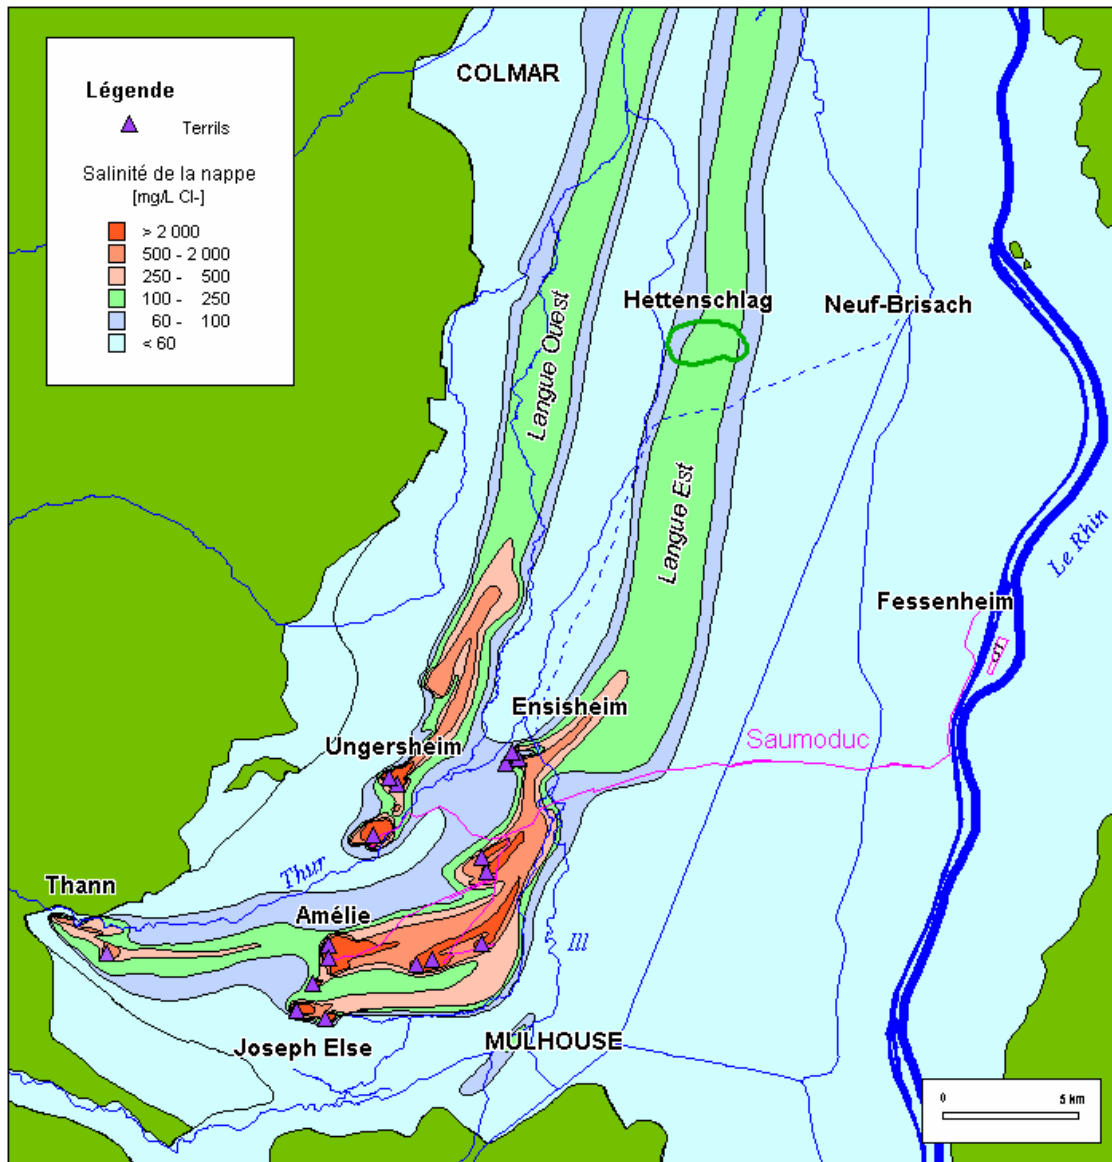 COLMAR
Légende
Terrils
Salinité de la nappe
[mg/L Cl-]
> 2 000
500 - 2 000
250 - 500
100 - 250
60 - 100
< 60
Langue Ouest
Hettenschlag
Neuf-Brisach
Langue Est
Le Rhin
Fessenheim
Ensisheim
Ungersheim
Saumoduc
Thur
Thann
Amélie
Ill
Joseph Else
MULHOUSE
0 5 km